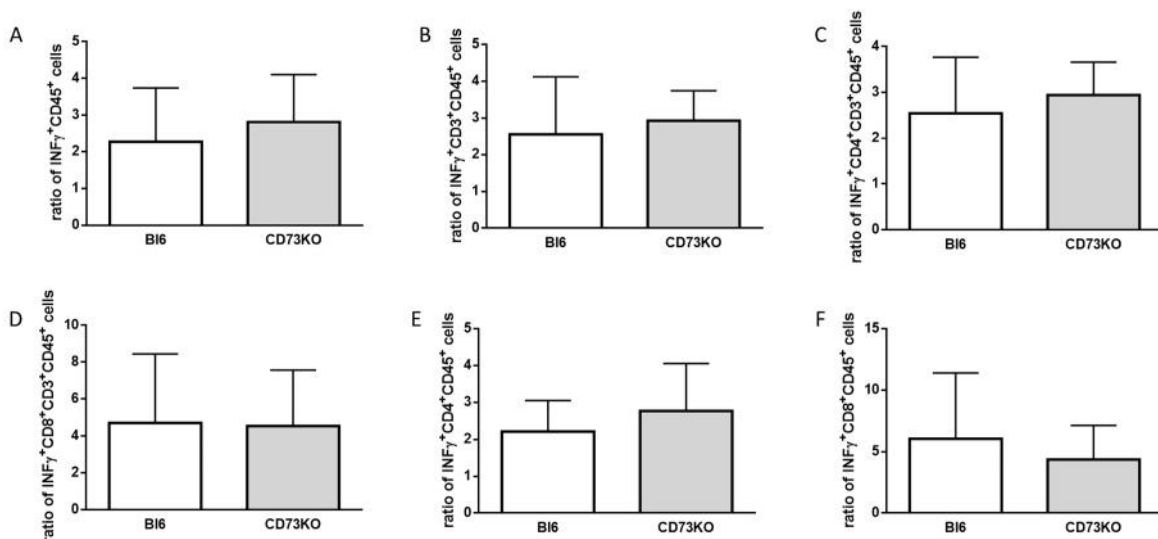 A
ratio of INFγ⁺CD45⁺ cells
5
4
3
2
1
0
Bl6 CD73KO
B
ratio of INFγ⁺CD3⁺CD45⁺ cells
5
4
3
2
1
0
Bl6 CD73KO
C
ratio of INFγ⁺CD4⁺CD3⁺CD45⁺ cells
4
3
2
1
0
Bl6 CD73KO
D
ratio of INFγ⁺CD8⁺CD3⁺CD45⁺ cells
10
8
6
4
2
0
Bl6 CD73KO
E
ratio of INFγ⁺CD4⁺CD45⁺ cells
5
4
3
2
1
0
Bl6 CD73KO
F
ratio of INFγ⁺CD8⁺CD45⁺ cells
15
10
5
0
Bl6 CD73KO